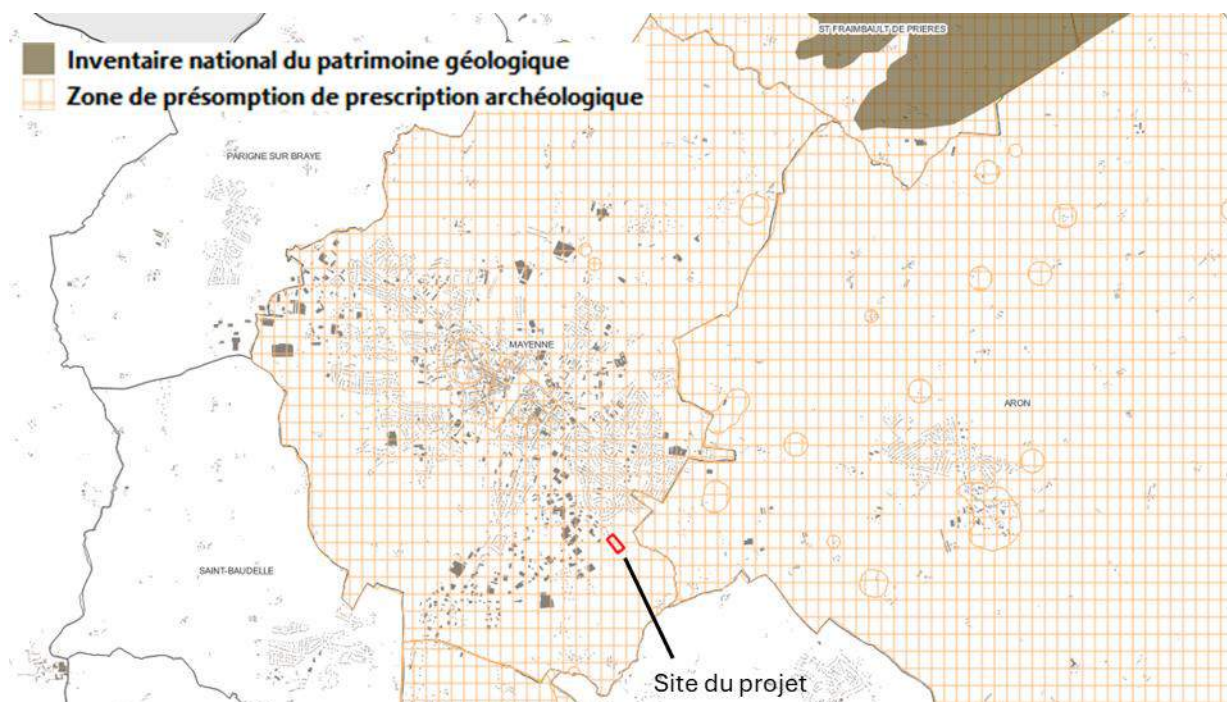 Inventaire national du patrimoine géologique
Zone de présomption de prescription archéologique
ST FRAIMBAULT DE PRIERES
PARIGNE SUR BRAYE
MAYENNE
ARON
SAINT-BAUDELLE
Site du projet